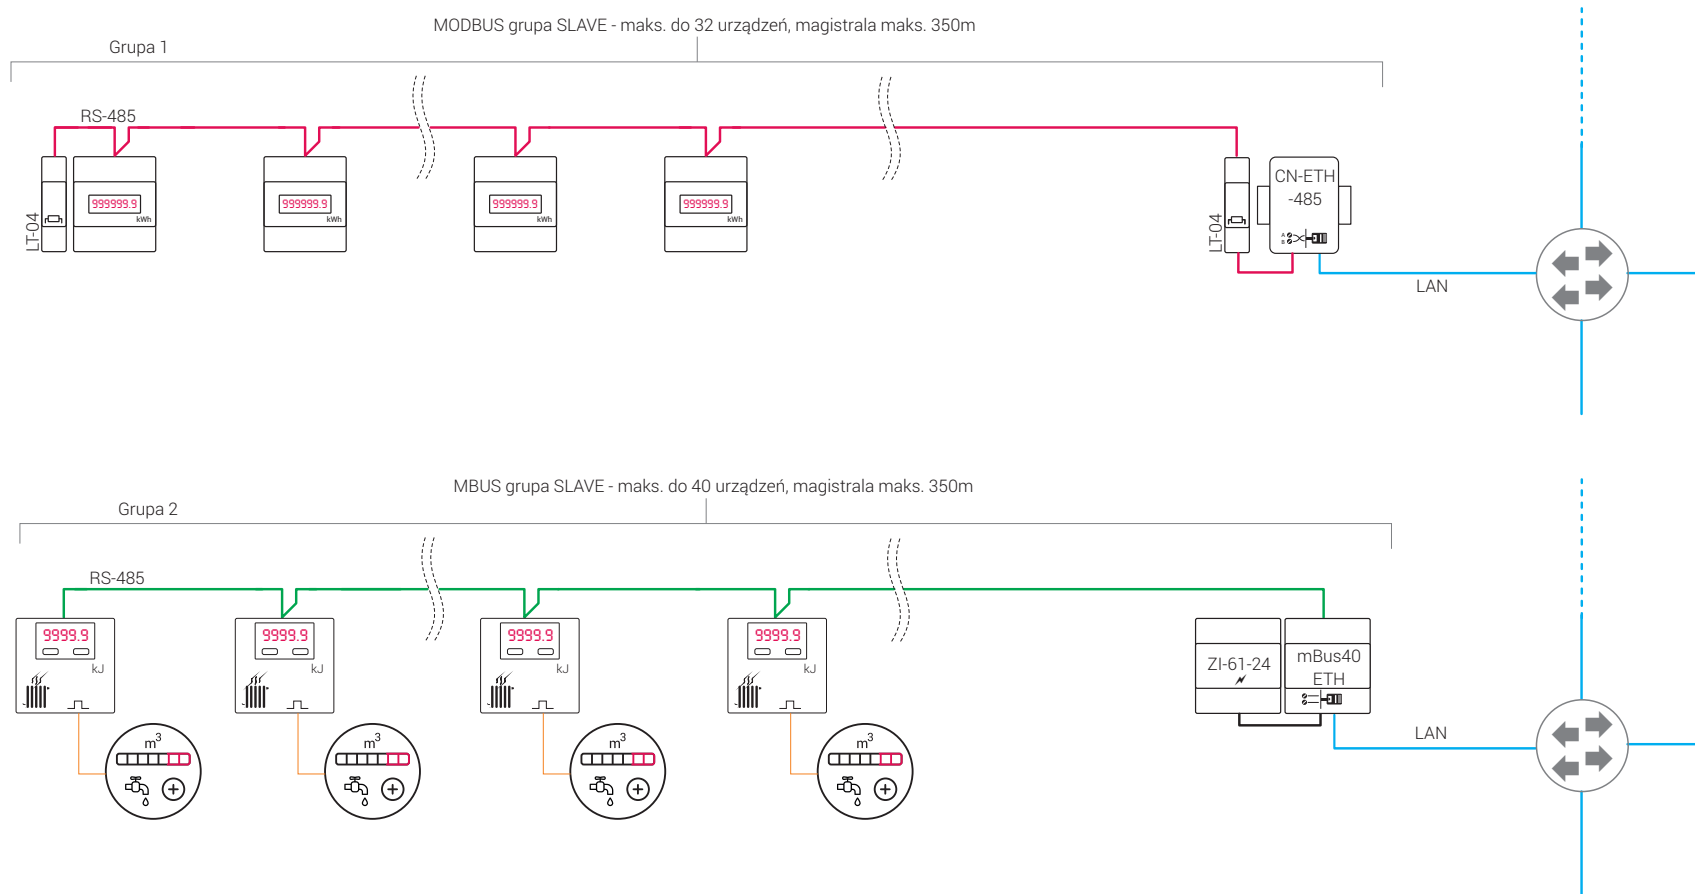 MODBUS grupa SLAVE - maks. do 32 urządzeń, magistrala maks. 350m
Grupa 1
RS-485
LT-04
999999.9
kWh
999999.9
kWh
999999.9
kWh
999999.9
kWh
LT-04
CN-ETH
-485
A
B
LAN
MBUS grupa SLAVE - maks. do 40 urządzeń, magistrala maks. 350m
Grupa 2
RS-485
9999.9
kJ
9999.9
kJ
9999.9
kJ
9999.9
kJ
ZI-61-24
mBus40
ETH
m³
m³
m³
m³
LAN